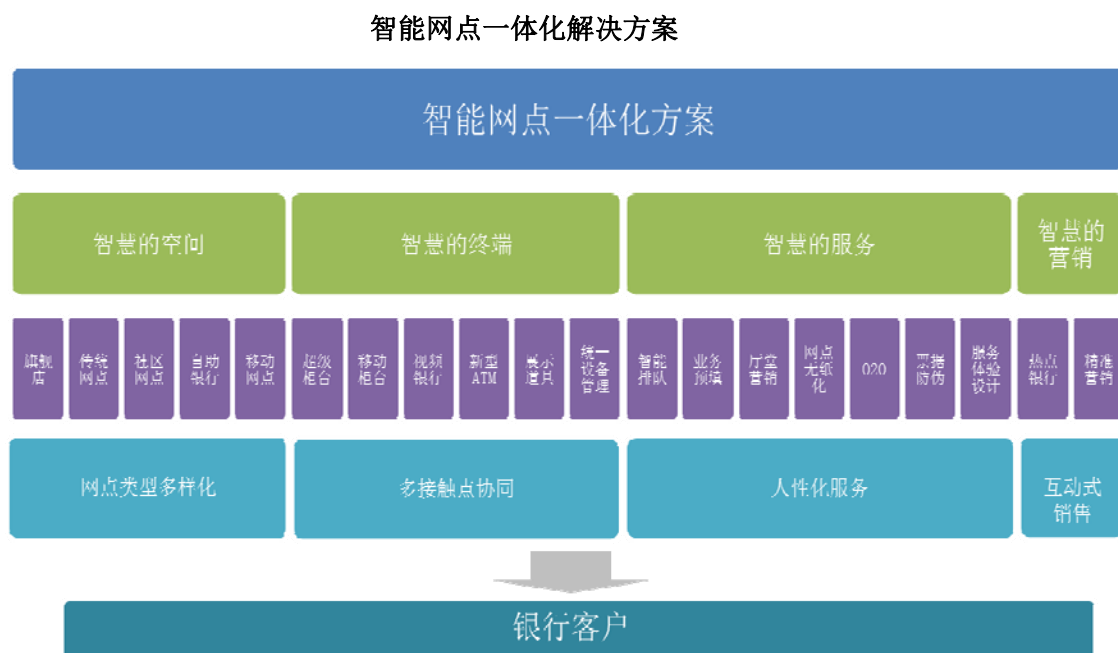 智能网点一体化解决方案
智能网点一体化方案
智慧的空间
智慧的终端
智慧的服务
智慧的
营销
旗舰
店
传统
网点
社区
网点
自助
银行
移动
网点
超级
柜台
移动
柜台
视频
银行
新型
ATM
展示
道具
统一
设备
管理
智能
排队
业务
预填
厅堂
营销
网点
无纸
化
O2O
票据
防伪
服务
体验
设计
热点
银行
精准
营销
网点类型多样化
多接触点协同
人性化服务
互动式
销售
银行客户